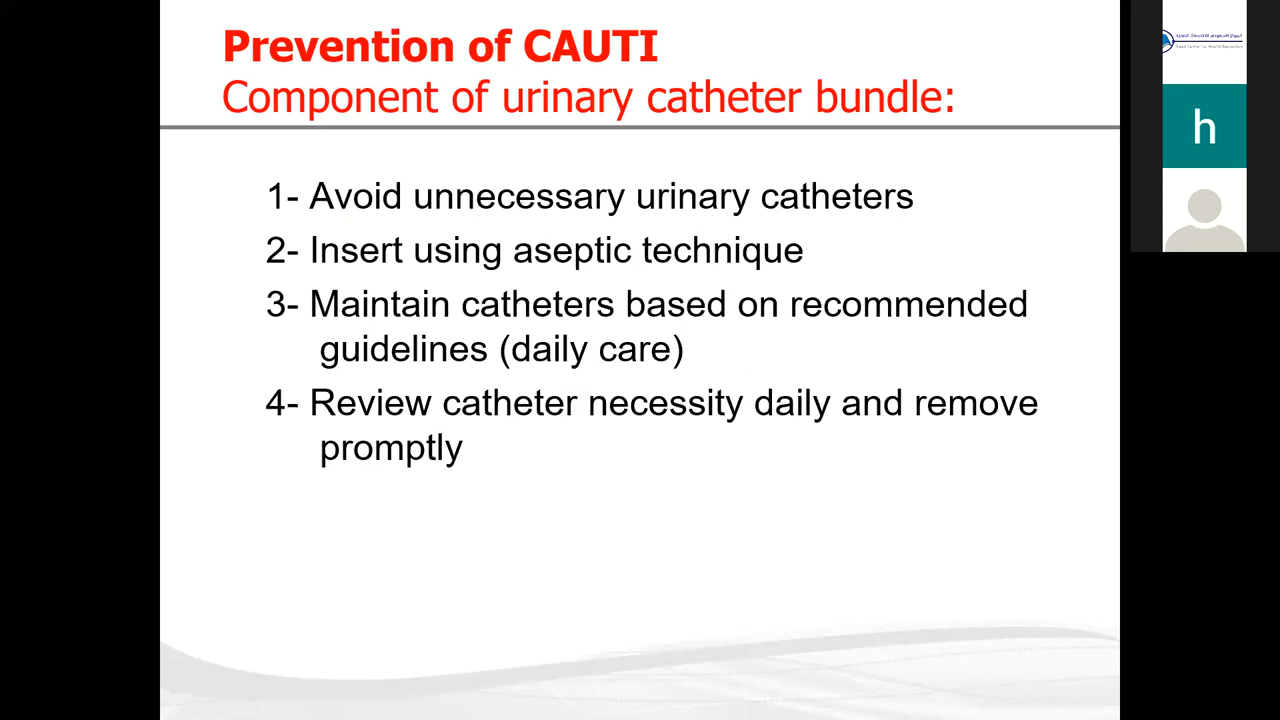 Prevention of CAUTI
Component of urinary catheter bundle:
1- Avoid unnecessary urinary catheters
2- Insert using aseptic technique
3- Maintain catheters based on recommended
guidelines (daily care)
4- Review catheter necessity daily and remove
promptly
h